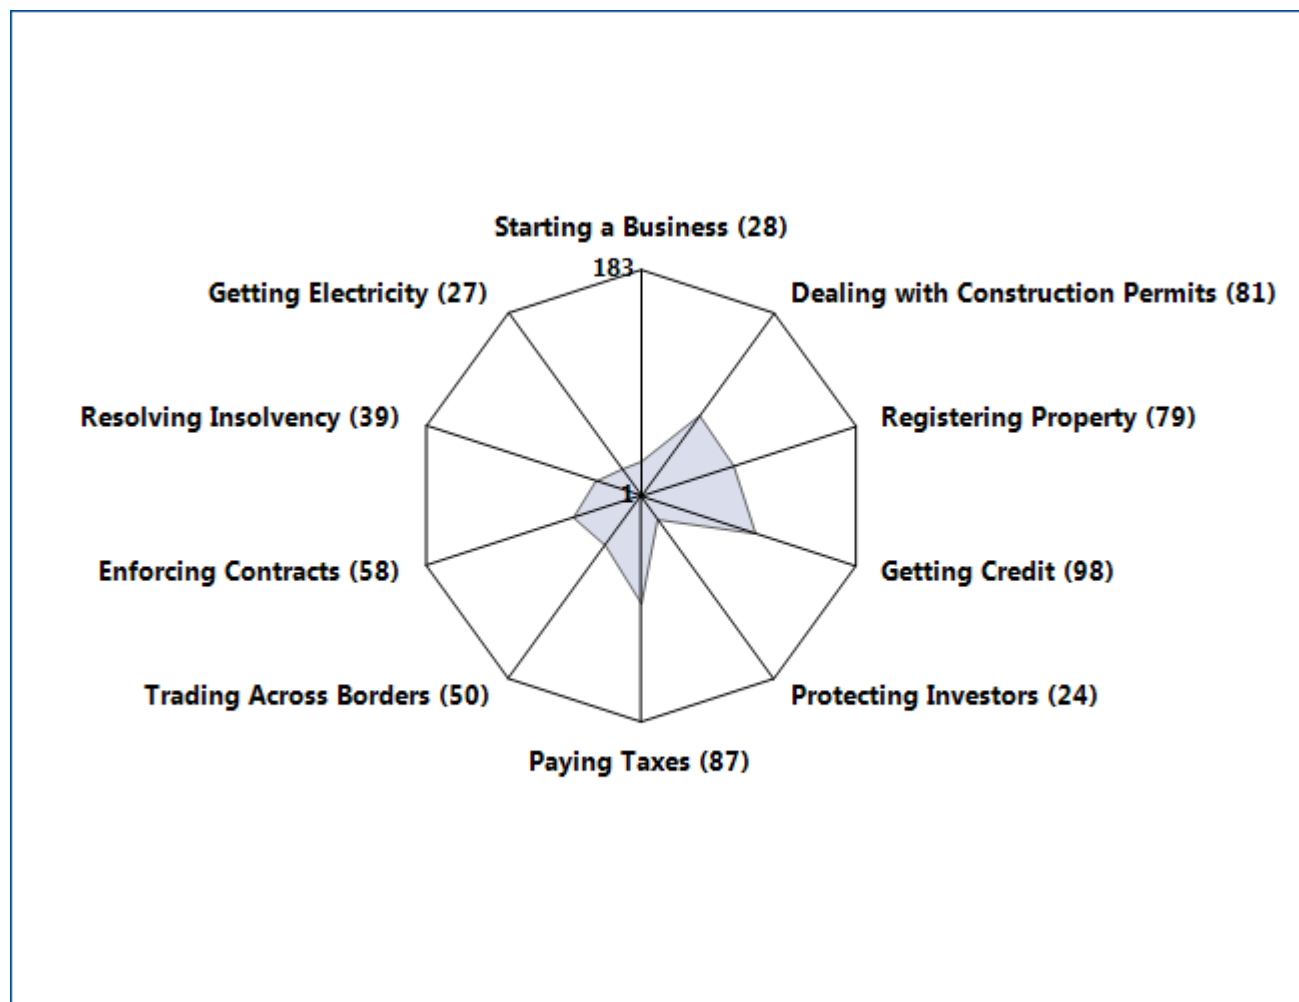 Starting a Business (28)
183
Getting Electricity (27)
Dealing with Construction Permits (81)
Resolving Insolvency (39)
Registering Property (79)
1
Enforcing Contracts (58)
Getting Credit (98)
Trading Across Borders (50)
Protecting Investors (24)
Paying Taxes (87)